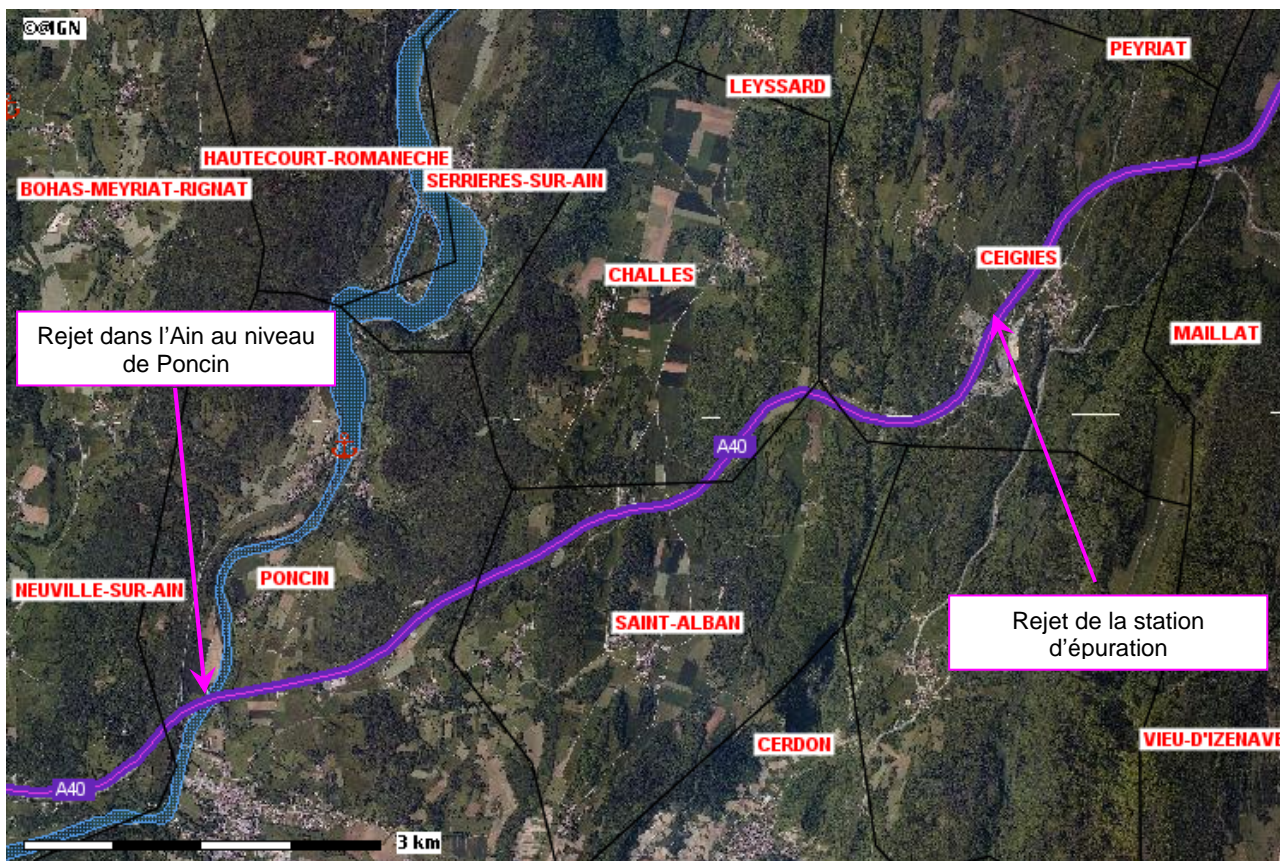 ©@IGN
PEYRIAT
LEYSSARD
HAUTECOURT-ROMANECHE
SERRIERES-SUR-AIN
BOHAS-MEYRIAT-RIGNAT
CEIGNES
CHALLES
MAILLAT
Rejet dans l’Ain au niveau
de Poncin
A40
PONCIN
NEUVILLE-SUR-AIN
SAINT-ALBAN
Rejet de la station
d’épuration
CERDON
VIEU-D'IZENAVE
A40
3 km